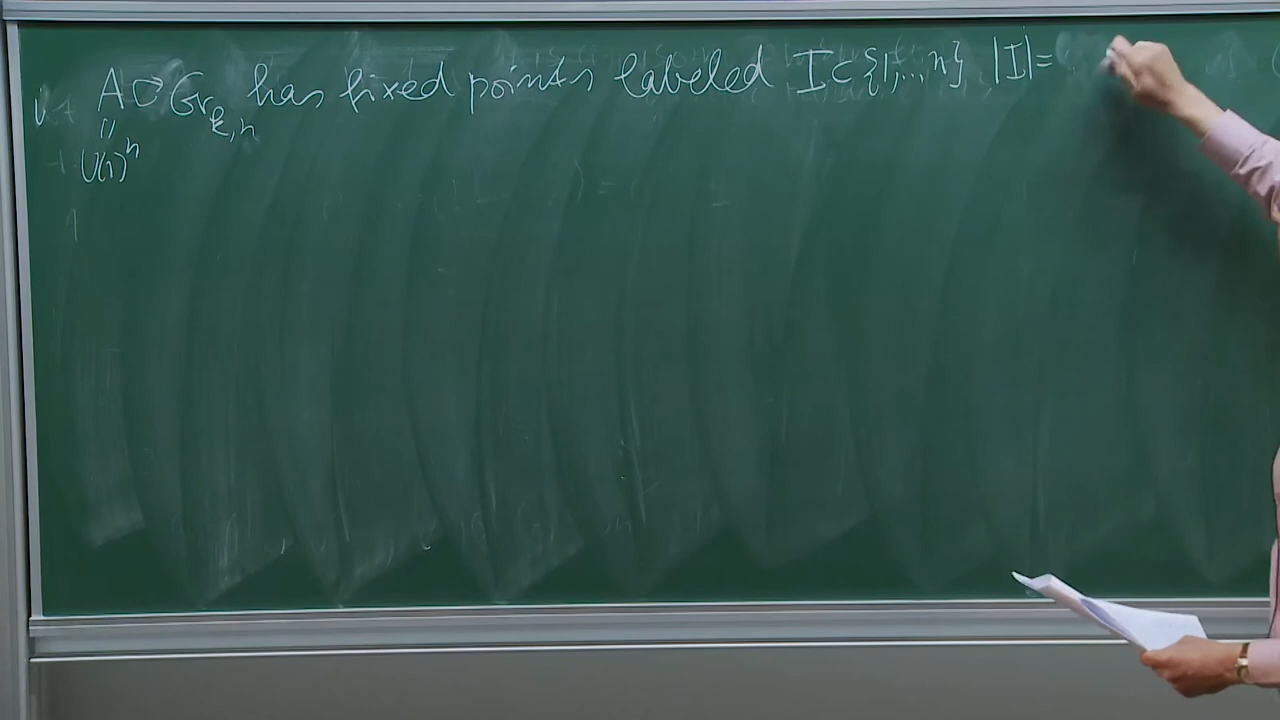 A ↻ Gr_{k,n} has fixed points labeled I ⊂ {1,...,n} |I|=
||
U(1)^n